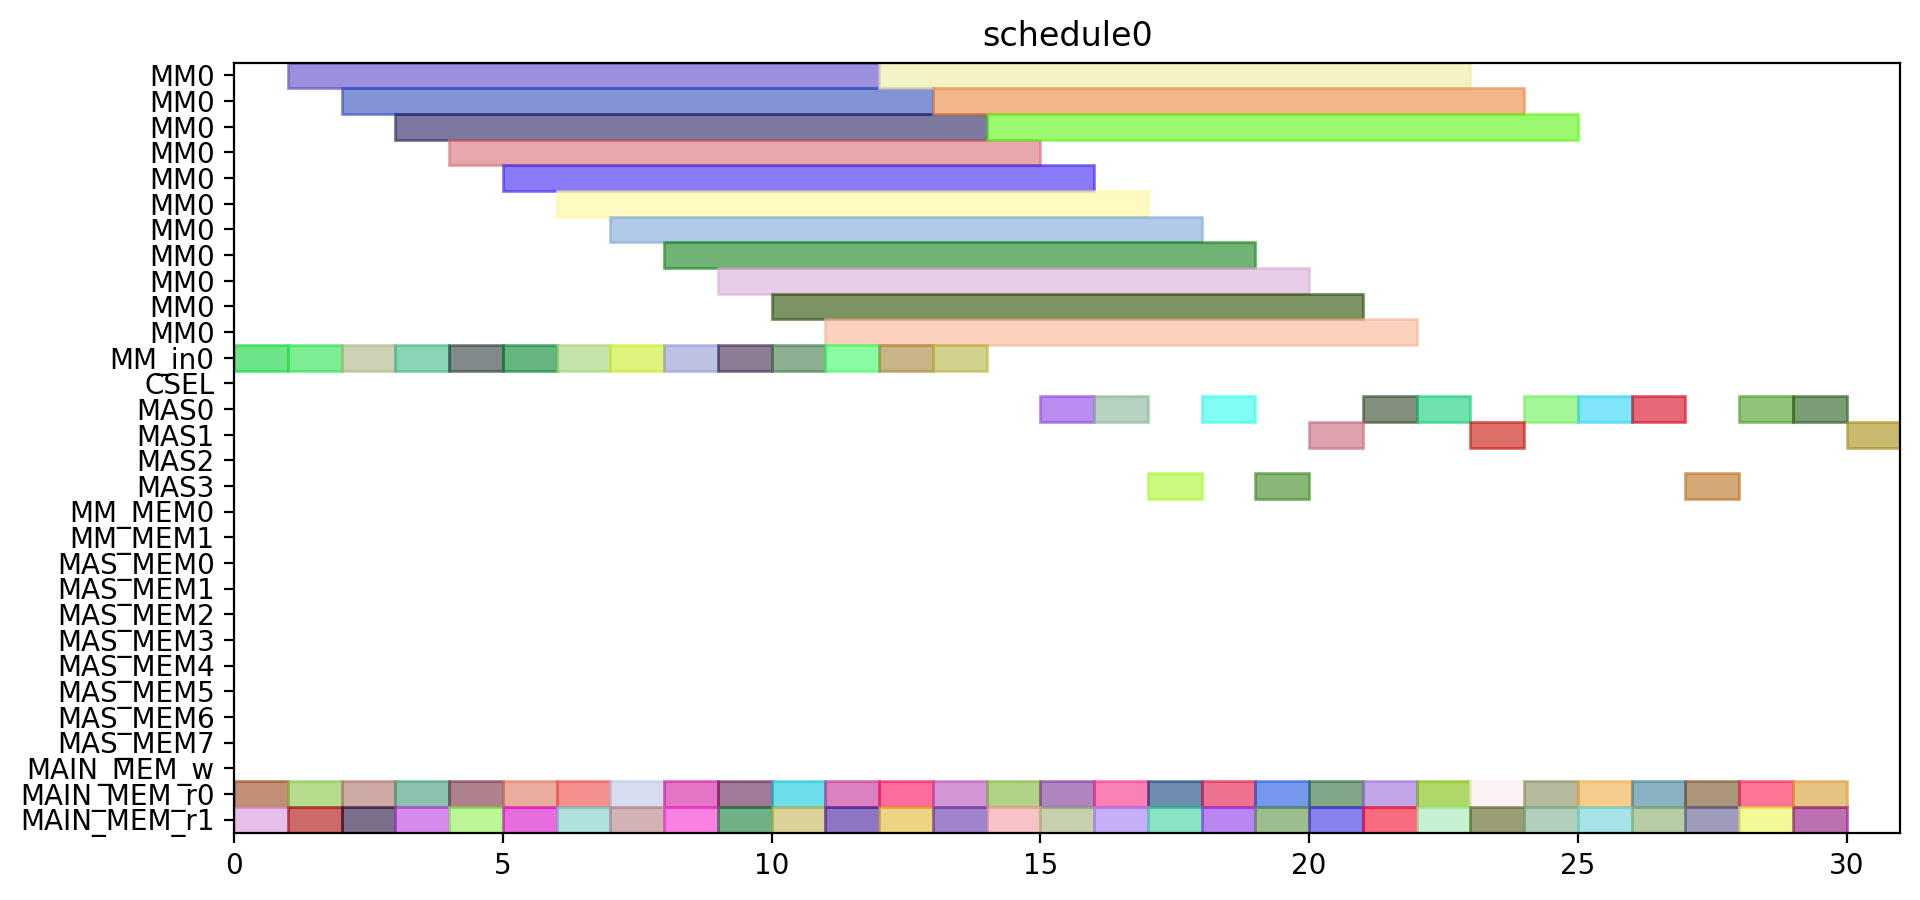 schedule0
MM0
MM0
MM0
MM0
MM0
MM0
MM0
MM0
MM0
MM0
MM0
MM_in0
CSEL
MAS0
MAS1
MAS2
MAS3
MM_MEM0
MM_MEM1
MAS_MEM0
MAS_MEM1
MAS_MEM2
MAS_MEM3
MAS_MEM4
MAS_MEM5
MAS_MEM6
MAS_MEM7
MAIN_MEM_w
MAIN_MEM_r0
MAIN_MEM_r1
0 5 10 15 20 25 30